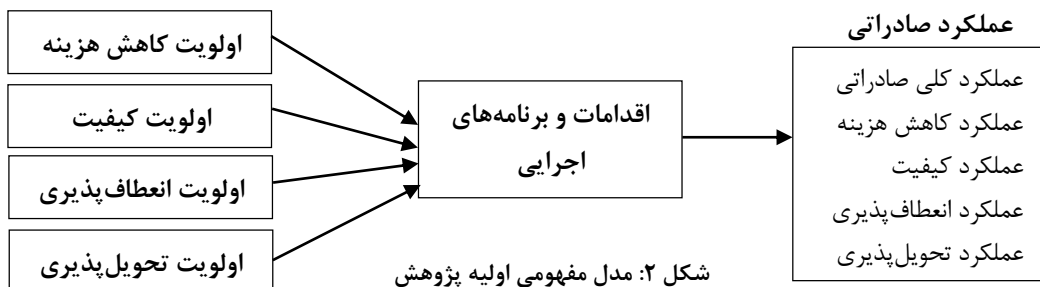 اولویت کاهش هزینه
اولویت کیفیت
اولویت انعطاف‌پذیری
اولویت تحویل‌پذیری
اقدامات و برنامه‌های
اجرایی
عملکرد صادراتی
عملکرد کلی صادراتی
عملکرد کاهش هزینه
عملکرد کیفیت
عملکرد انعطاف‌پذیری
عملکرد تحویل‌پذیری
شکل ۲: مدل مفهومی اولیه پژوهش